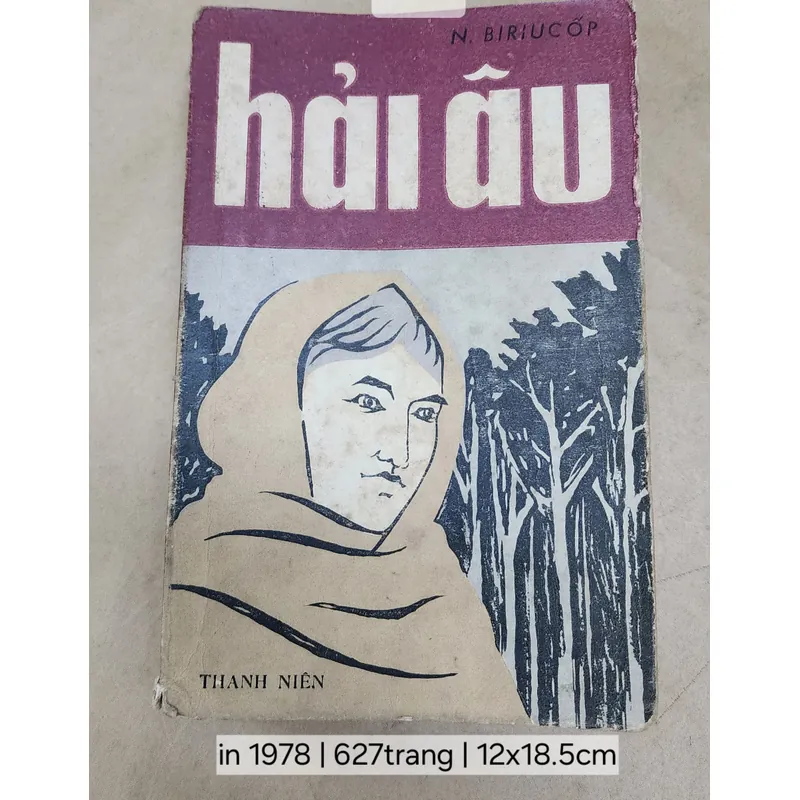 N. BIRIUCỐP
hải âu
THANH NIÊN
in 1978 | 627trang | 12x18.5cm